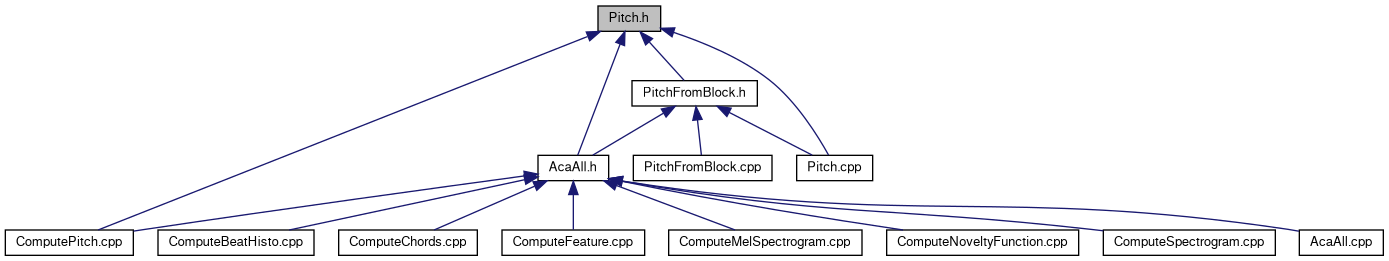 Pitch.h
PitchFromBlock.h
AcaAll.h
PitchFromBlock.cpp
Pitch.cpp
ComputePitch.cpp
ComputeBeatHisto.cpp
ComputeChords.cpp
ComputeFeature.cpp
ComputeMelSpectrogram.cpp
ComputeNoveltyFunction.cpp
ComputeSpectrogram.cpp
AcaAll.cpp